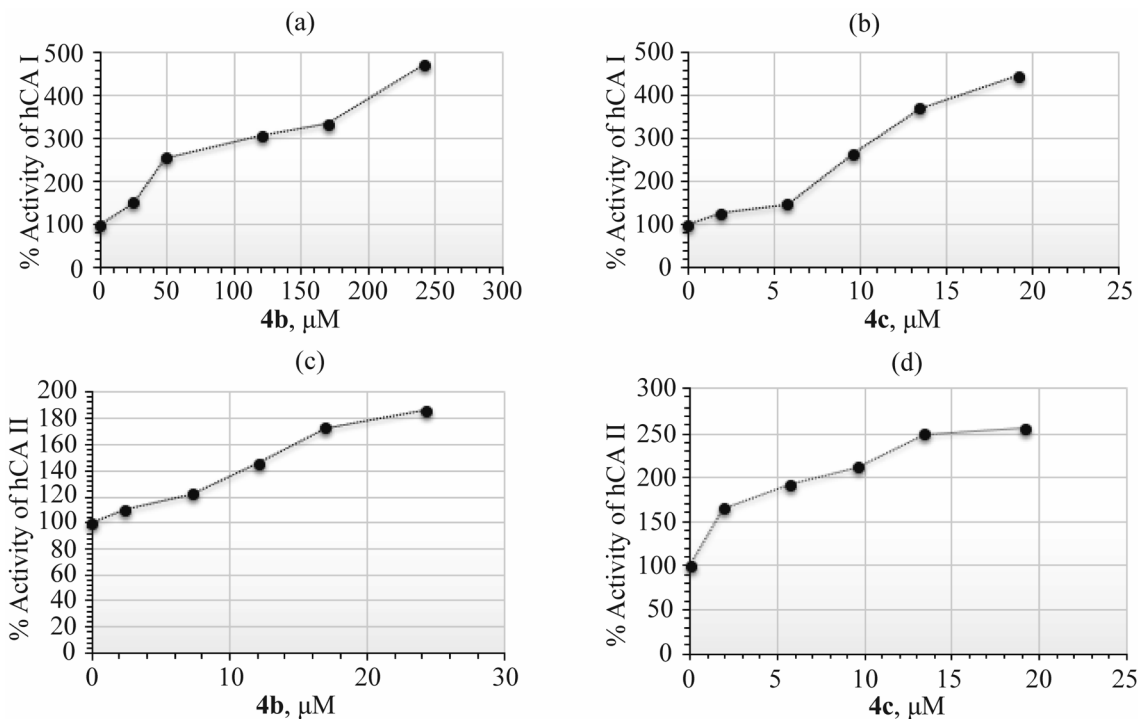 (a)
% Activity of hCA I
500
400
300
200
100
0
0 50 100 150 200 250 300
4b, μM
(b)
% Activity of hCA I
500
400
300
200
100
0
0 5 10 15 20 25
4c, μM
(c)
% Activity of hCA II
200
180
160
140
120
100
80
60
40
20
0
0 10 20 30
4b, μM
(d)
% Activity of hCA II
300
250
200
150
100
50
0
0 5 10 15 20 25
4c, μM